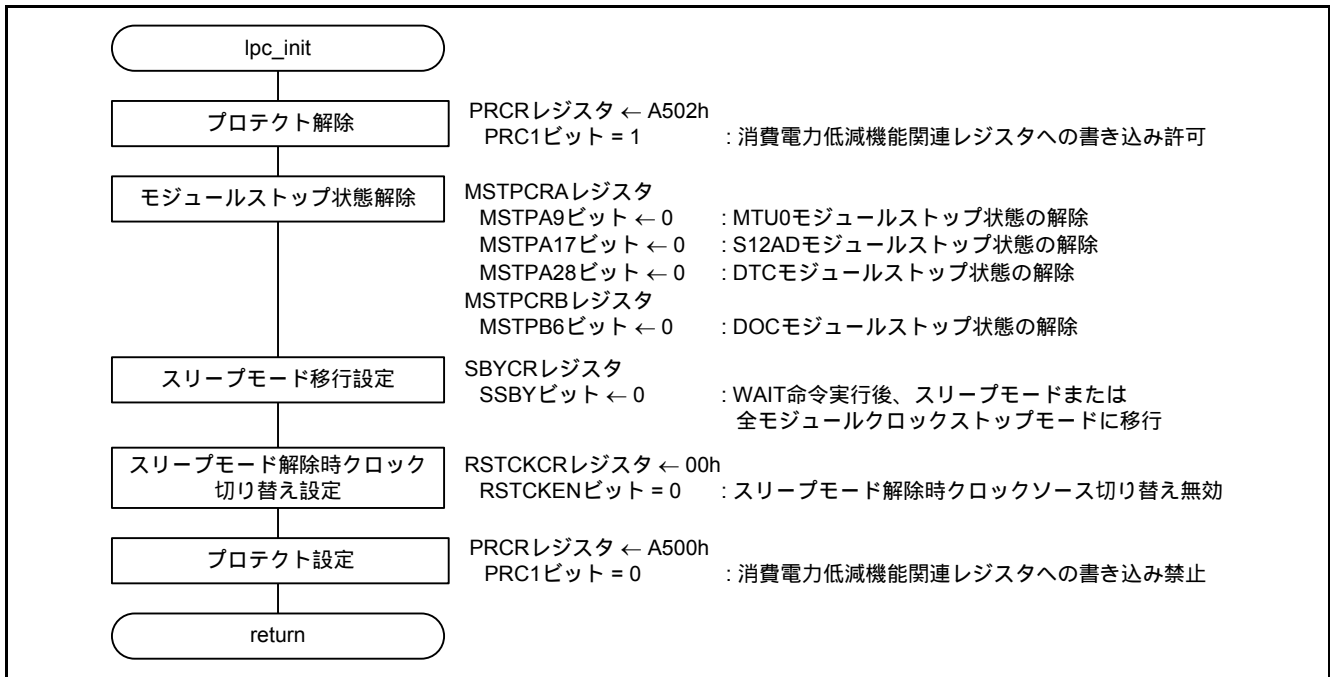 lpc_init
プロテクト解除
PRCRレジスタ ← A502h
PRC1ビット = 1 : 消費電力低減機能関連レジスタへの書き込み許可
モジュールストップ状態解除
MSTPCRAレジスタ
MSTPA9ビット ← 0 : MTU0モジュールストップ状態の解除
MSTPA17ビット ← 0 : S12ADモジュールストップ状態の解除
MSTPA28ビット ← 0 : DTCモジュールストップ状態の解除
MSTPCRBレジスタ
MSTPB6ビット ← 0 : DOCモジュールストップ状態の解除
スリープモード移行設定
SBYCRレジスタ
SSBYビット ← 0 : WAIT命令実行後、スリープモードまたは
全モジュールクロックストップモードに移行
スリープモード解除時クロック
切り替え設定
RSTCKCRレジスタ ← 00h
RSTCKENビット = 0 : スリープモード解除時クロックソース切り替え無効
プロテクト設定
PRCRレジスタ ← A500h
PRC1ビット = 0 : 消費電力低減機能関連レジスタへの書き込み禁止
return